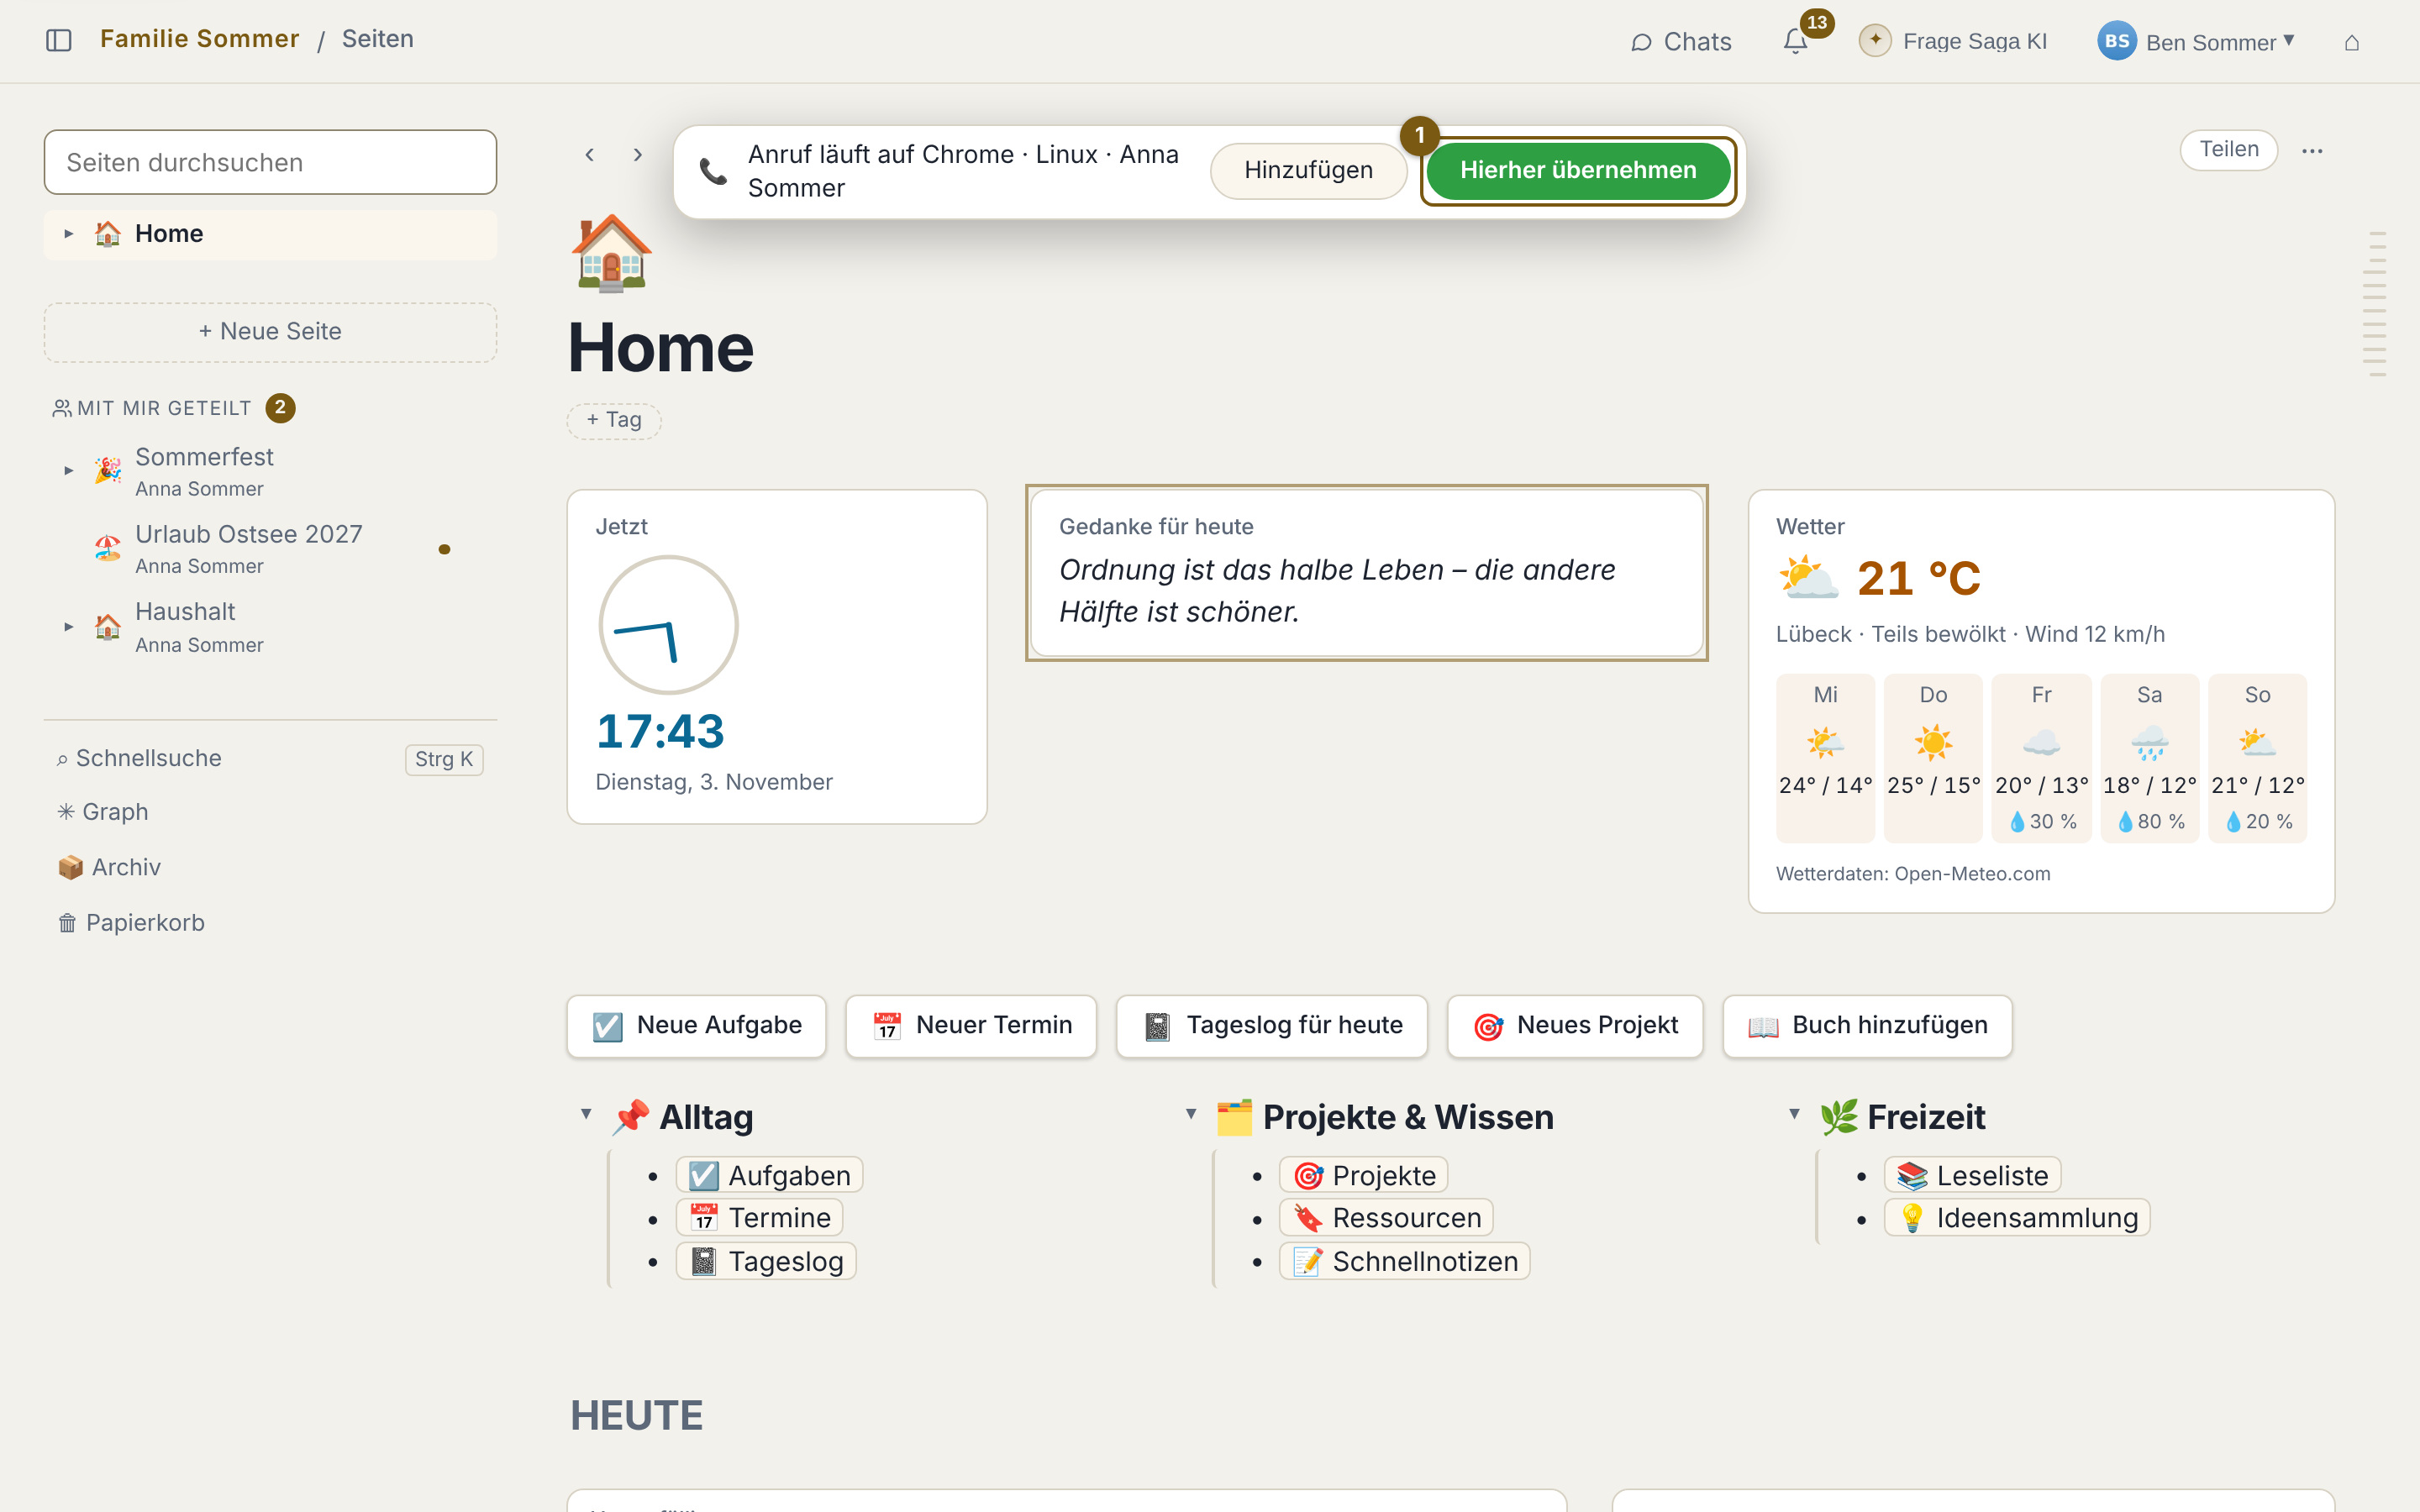 Familie Sommer / Seiten
Chats
13
Frage Saga KI
BS Ben Sommer
Seiten durchsuchen
Home
+ Neue Seite
MIT MIR GETEILT 2
Sommerfest
Anna Sommer
Urlaub Ostsee 2027
Anna Sommer
Haushalt
Anna Sommer
Schnellsuche Strg K
Graph
Archiv
Papierkorb
Anruf läuft auf Chrome · Linux · Anna
Sommer
Hinzufügen
1
Hierher übernehmen
Teilen
Home
+ Tag
Jetzt
17:43
Dienstag, 3. November
Gedanke für heute
Ordnung ist das halbe Leben – die andere
Hälfte ist schöner.
Wetter
21 °C
Lübeck · Teils bewölkt · Wind 12 km/h
Mi Do Fr Sa So
24° / 14° 25° / 15° 20° / 13° 18° / 12° 21° / 12°
30 % 80 % 20 %
Wetterdaten: Open-Meteo.com
Neue Aufgabe
Neuer Termin
Tageslog für heute
Neues Projekt
Buch hinzufügen
Alltag
Aufgaben
Termine
Tageslog
Projekte & Wissen
Projekte
Ressourcen
Schnellnotizen
Freizeit
Leseliste
Ideensammlung
HEUTE